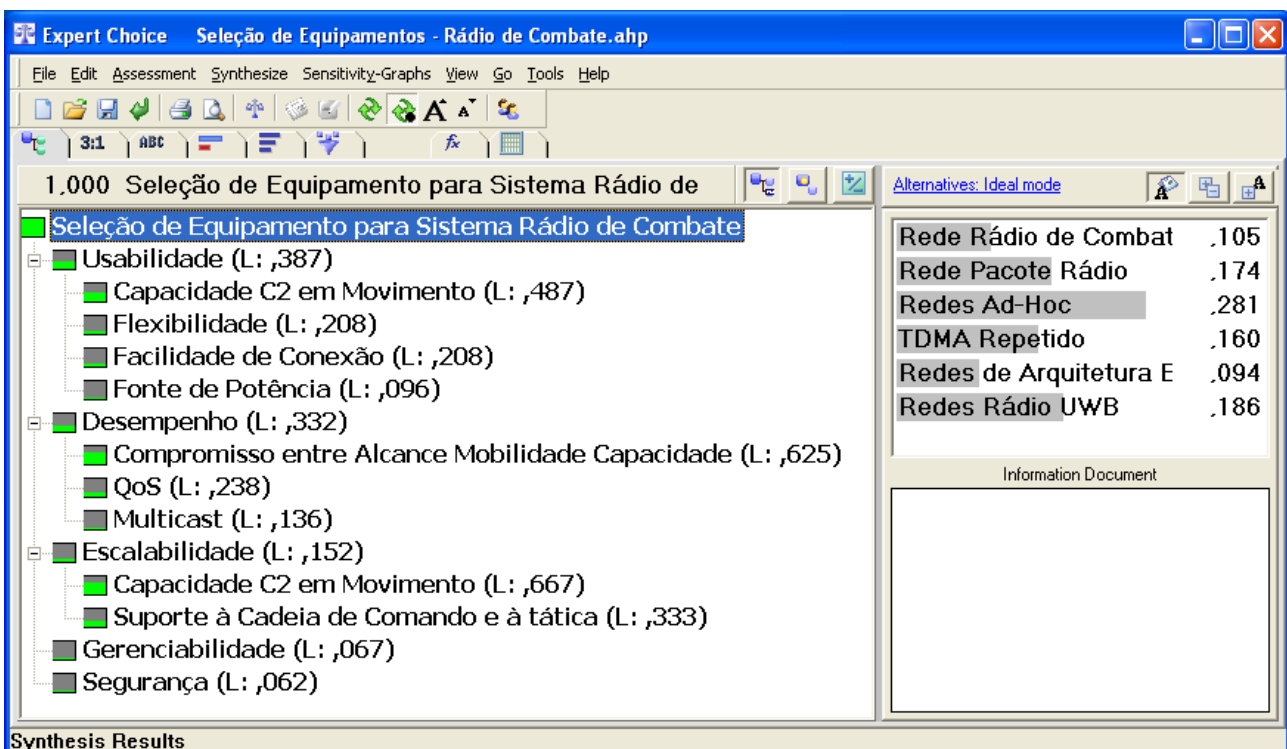 Expert Choice Seleção de Equipamentos - Rádio de Combate.ahp
File Edit Assessment Synthesize Sensitivity-Graphs View Go Tools Help
3:1 ABC fx
1,000 Seleção de Equipamento para Sistema Rádio de
Seleção de Equipamento para Sistema Rádio de Combate
Usabilidade (L: ,387)
Capacidade C2 em Movimento (L: ,487)
Flexibilidade (L: ,208)
Facilidade de Conexão (L: ,208)
Fonte de Potência (L: ,096)
Desempenho (L: ,332)
Compromisso entre Alcance Mobilidade Capacidade (L: ,625)
QoS (L: ,238)
Multicast (L: ,136)
Escalabilidade (L: ,152)
Capacidade C2 em Movimento (L: ,667)
Suporte à Cadeia de Comando e à tática (L: ,333)
Gerenciabilidade (L: ,067)
Segurança (L: ,062)
Alternatives: Ideal mode
Rede Rádio de Combat ,105
Rede Pacote Rádio ,174
Redes Ad-Hoc ,281
TDMA Repetido ,160
Redes de Arquitetura E ,094
Redes Rádio UWB ,186
Information Document
Synthesis Results